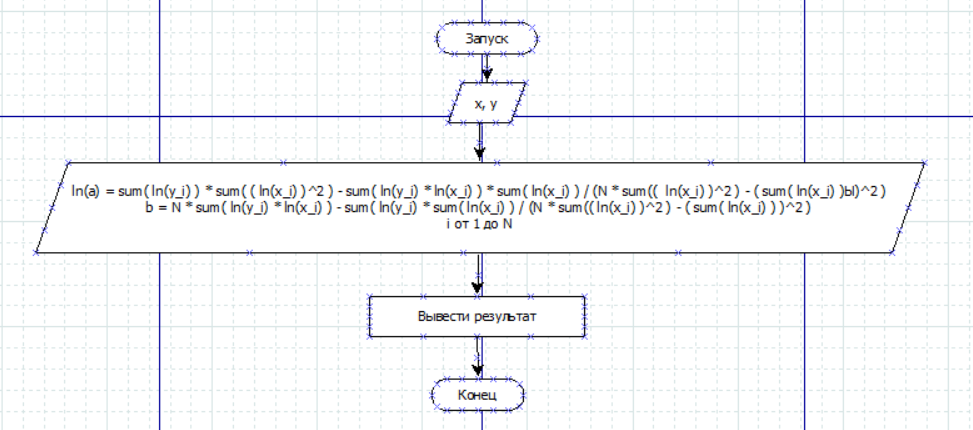 Запуск
x, y
ln(a) = sum( ln(y_i) ) * sum( ( ln(x_i) )^2 ) - sum( ln(y_i) * ln(x_i) ) * sum( ln(x_i) ) / (N * sum(( ln(x_i) )^2 ) - ( sum( ln(x_i) )ы)^2 )
b = N * sum( ln(y_i) * ln(x_i) ) - sum( ln(y_i) * sum( ln(x_i) ) / (N * sum(( ln(x_i) )^2 ) - ( sum( ln(x_i) ) )^2 )
i от 1 до N
Вывести результат
Конец